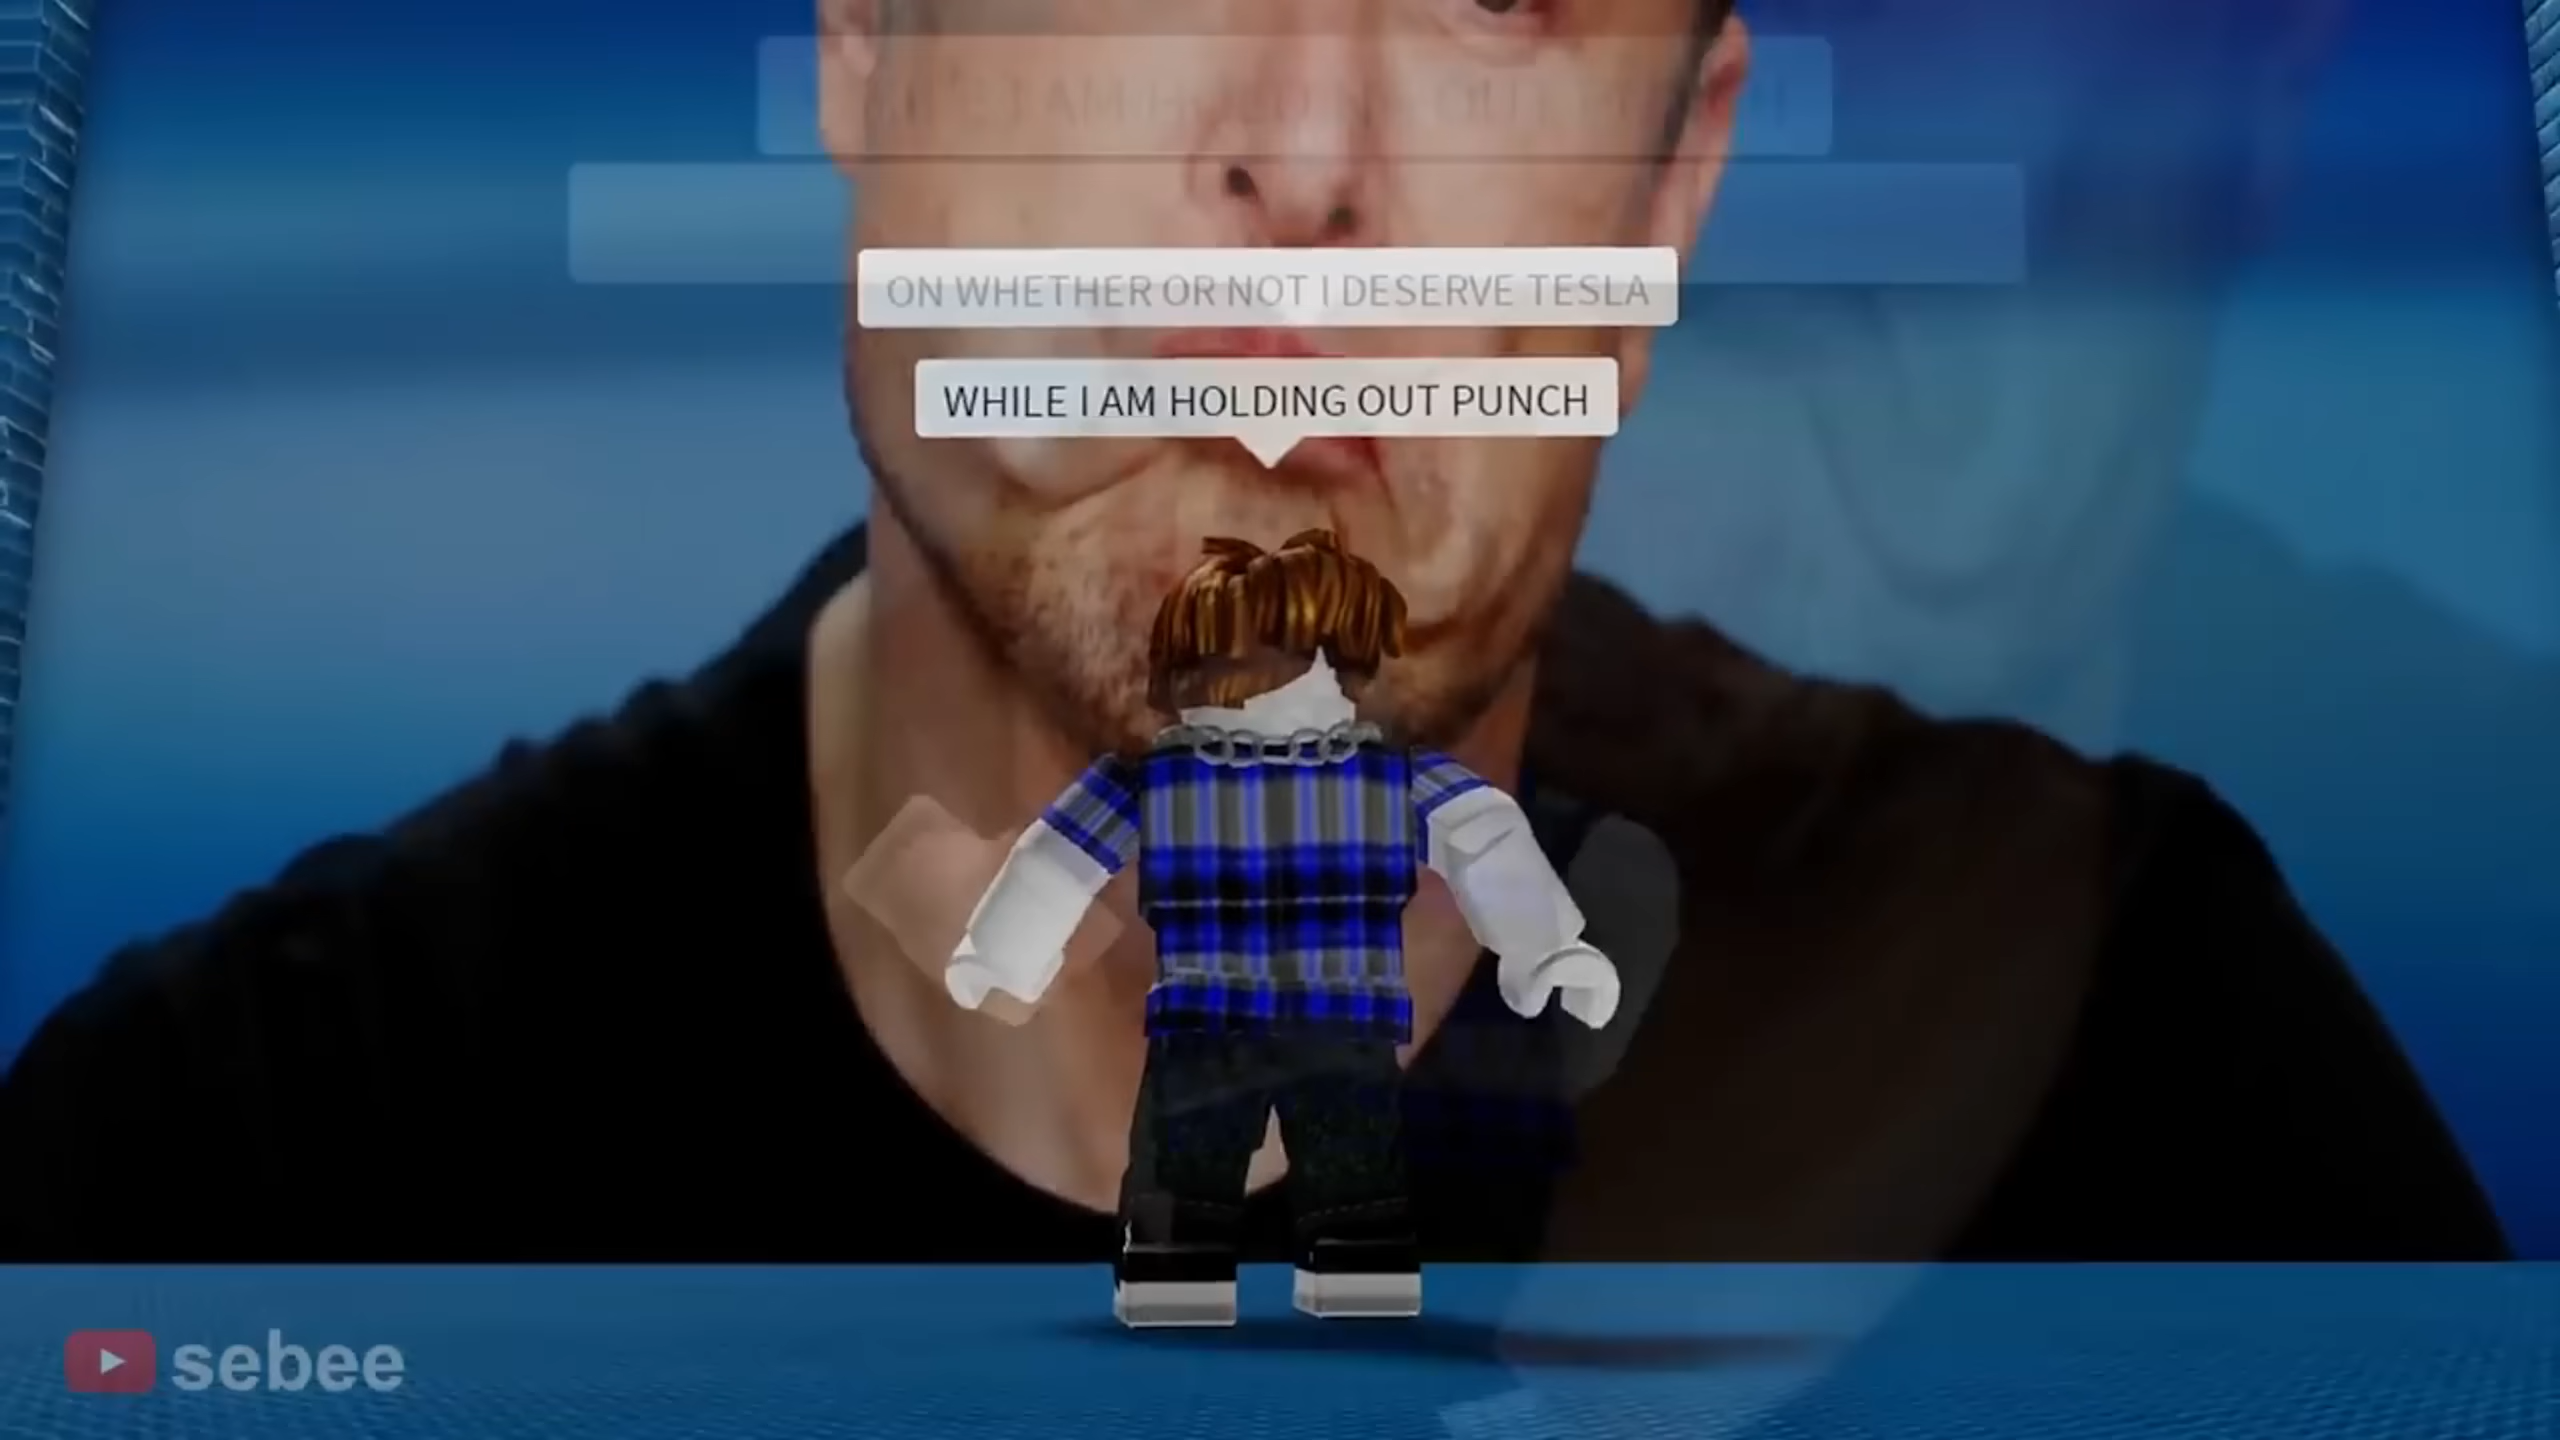 ON WHETHER OR NOT I DESERVE TESLA
WHILE I AM HOLDING OUT PUNCH
sebee